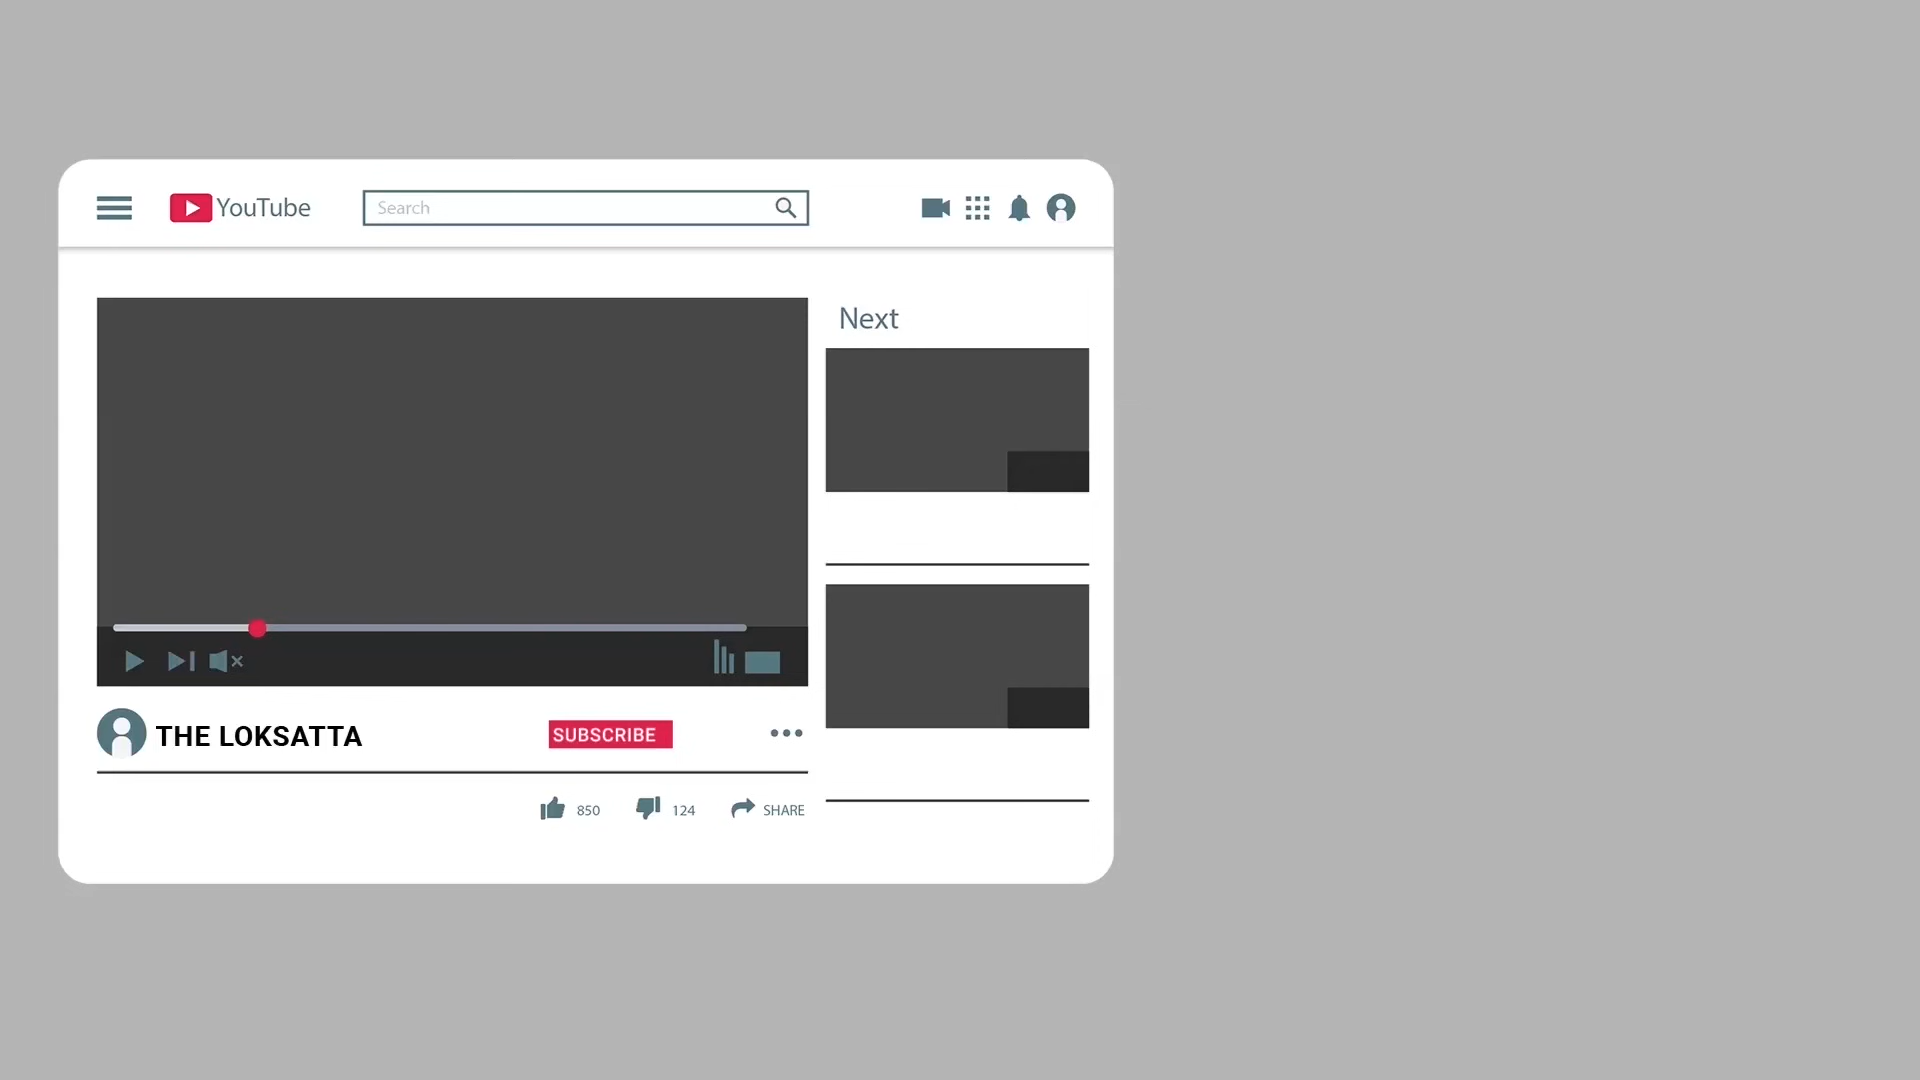 YouTube
Search
Next
THE LOKSATTA
SUBSCRIBE
850
124
SHARE